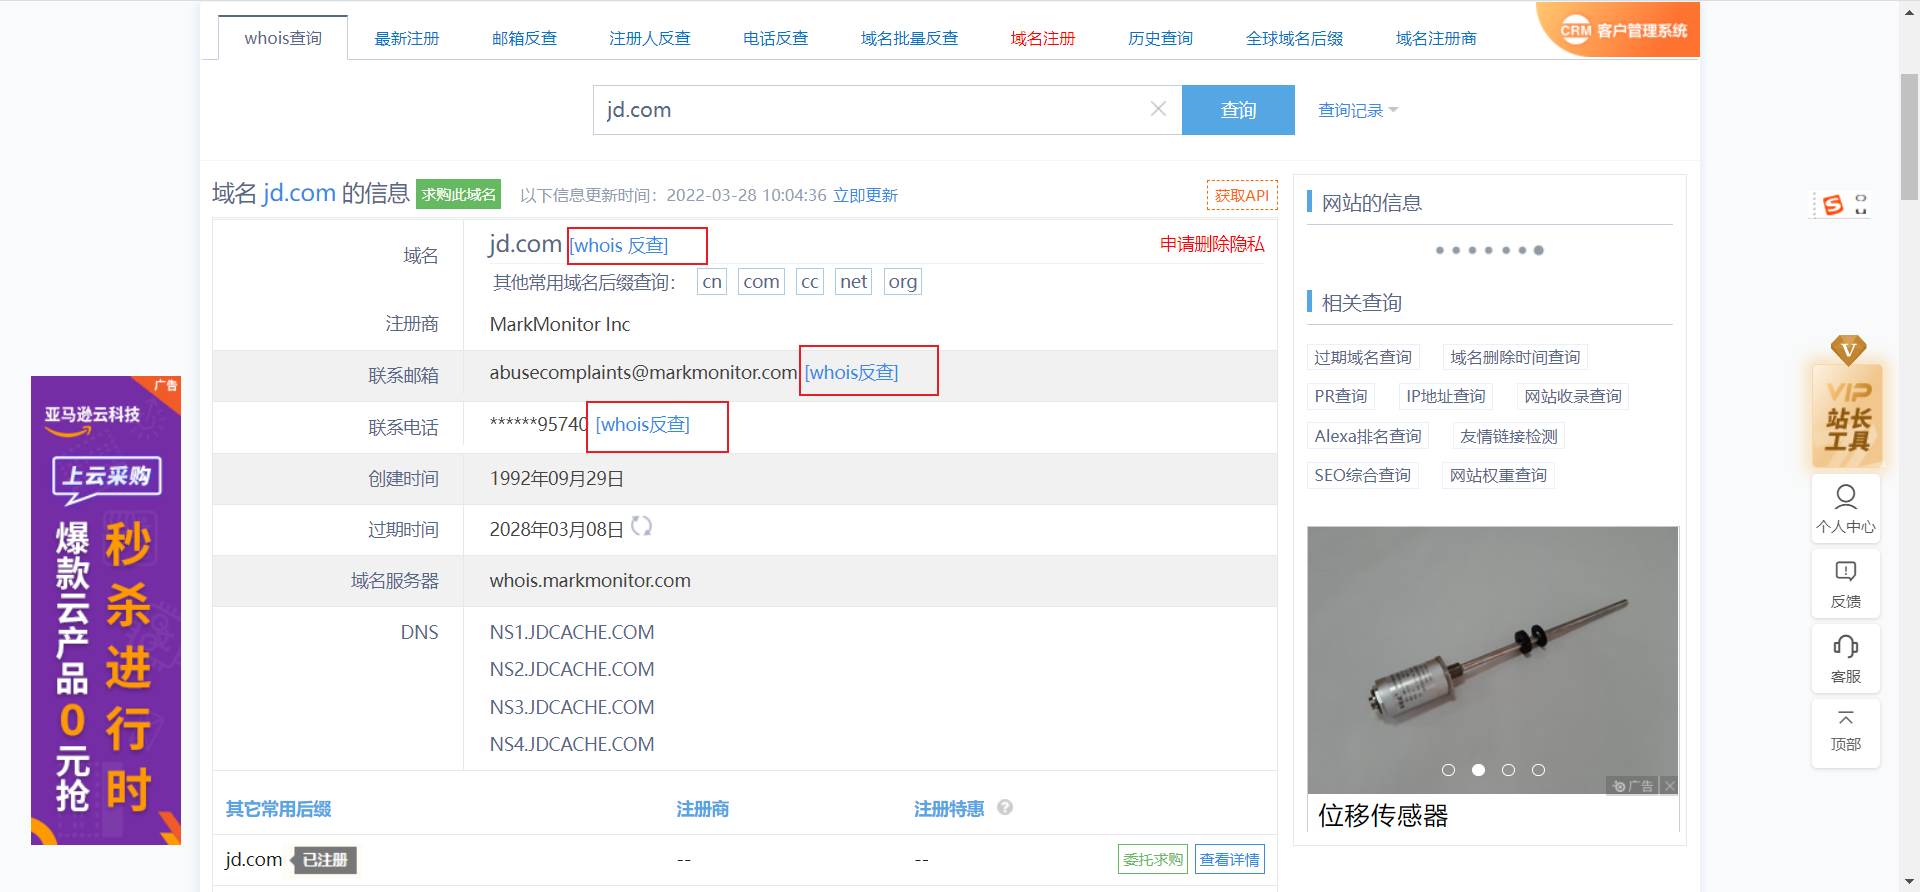 whois查询 最新注册 邮箱反查 注册人反查 电话反查 域名批量反查 域名注册 历史查询 全球域名后缀 域名注册商
CRM 客户管理系统
jd.com
查询
查询记录
域名 jd.com 的信息 求购此域名 以下信息更新时间：2022-03-28 10:04:36 立即更新
获取API
域名
jd.com [whois 反查]
申请删除隐私
其他常用域名后缀查询： cn com cc net org
注册商 MarkMonitor Inc
联系邮箱 abusecomplaints@markmonitor.com [whois反查]
联系电话 ******95740 [whois反查]
创建时间 1992年09月29日
过期时间 2028年03月08日
域名服务器 whois.markmonitor.com
DNS NS1.JDCACHE.COM
NS2.JDCACHE.COM
NS3.JDCACHE.COM
NS4.JDCACHE.COM
其它常用后缀 注册商 注册特惠 ?
jd.com 已注册 -- -- 委托求购 查看详情
网站的信息
相关查询
过期域名查询 域名删除时间查询
PR查询 IP地址查询 网站收录查询
Alexa排名查询 友情链接检测
SEO综合查询 网站权重查询
广告
位移传感器
广告
亚马逊云科技
上云采购
爆款云产品0元抢
秒杀进行时
S
V
VIP
站长
工具
个人中心
反馈
客服
顶部